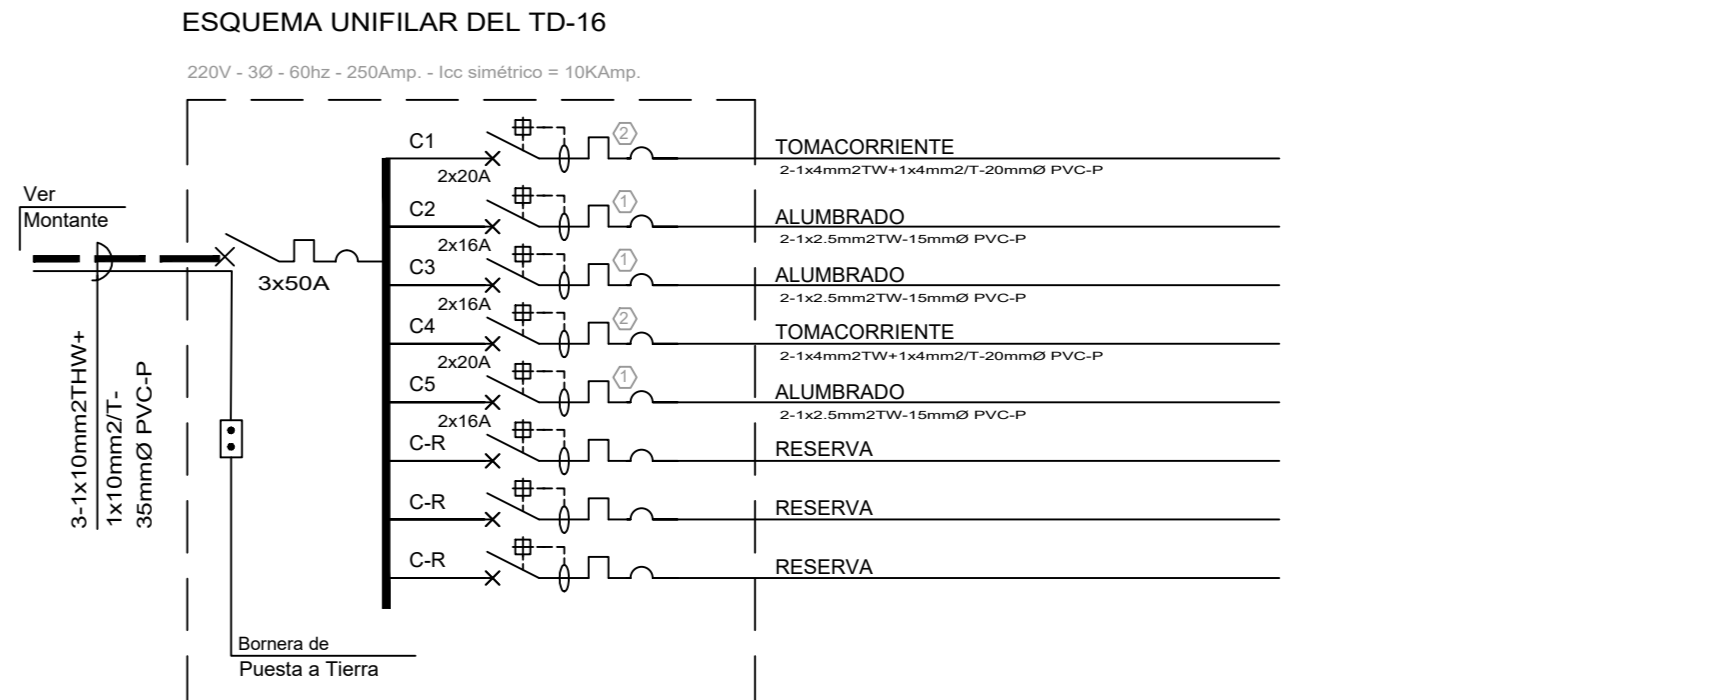 ESQUEMA UNIFILAR DEL TD-16
220V - 3Ø - 60hz - 250Amp. - Icc simétrico = 10KAmp.
Ver
Montante
3-1x10mm2THW+
1x10mm2/T-
35mmØ PVC-P
3x50A
C1
2x20A
2
TOMACORRIENTE
2-1x4mm2TW+1x4mm2/T-20mmØ PVC-P
C2
2x16A
1
ALUMBRADO
2-1x2.5mm2TW-15mmØ PVC-P
C3
2x16A
1
ALUMBRADO
2-1x2.5mm2TW-15mmØ PVC-P
C4
2x20A
2
TOMACORRIENTE
2-1x4mm2TW+1x4mm2/T-20mmØ PVC-P
C5
2x16A
1
ALUMBRADO
2-1x2.5mm2TW-15mmØ PVC-P
C-R
RESERVA
C-R
RESERVA
C-R
RESERVA
Bornera de
Puesta a Tierra